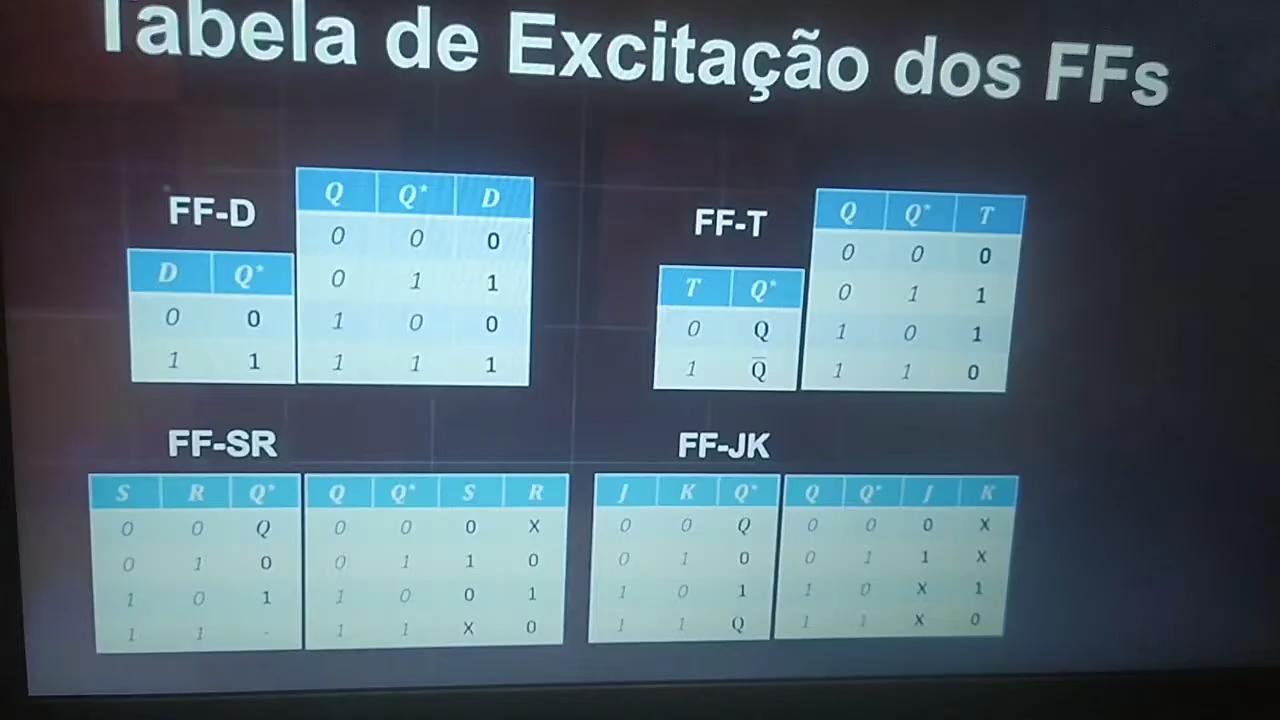 Tabela de Excitação dos FFs
FF-D
D Q*
0 0
1 1
Q Q* D
0 0 0
0 1 1
1 0 0
1 1 1
FF-T
T Q*
0 Q
1 Q̅
Q Q* T
0 0 0
0 1 1
1 0 1
1 1 0
FF-SR
S R Q*
0 0 Q
0 1 0
1 0 1
1 1 -
Q Q* S R
0 0 0 X
0 1 1 0
1 0 0 1
1 1 X 0
FF-JK
J K Q*
0 0 Q
0 1 0
1 0 1
1 1 Q
Q Q* J K
0 0 0 X
0 1 1 X
1 0 X 1
1 1 X 0